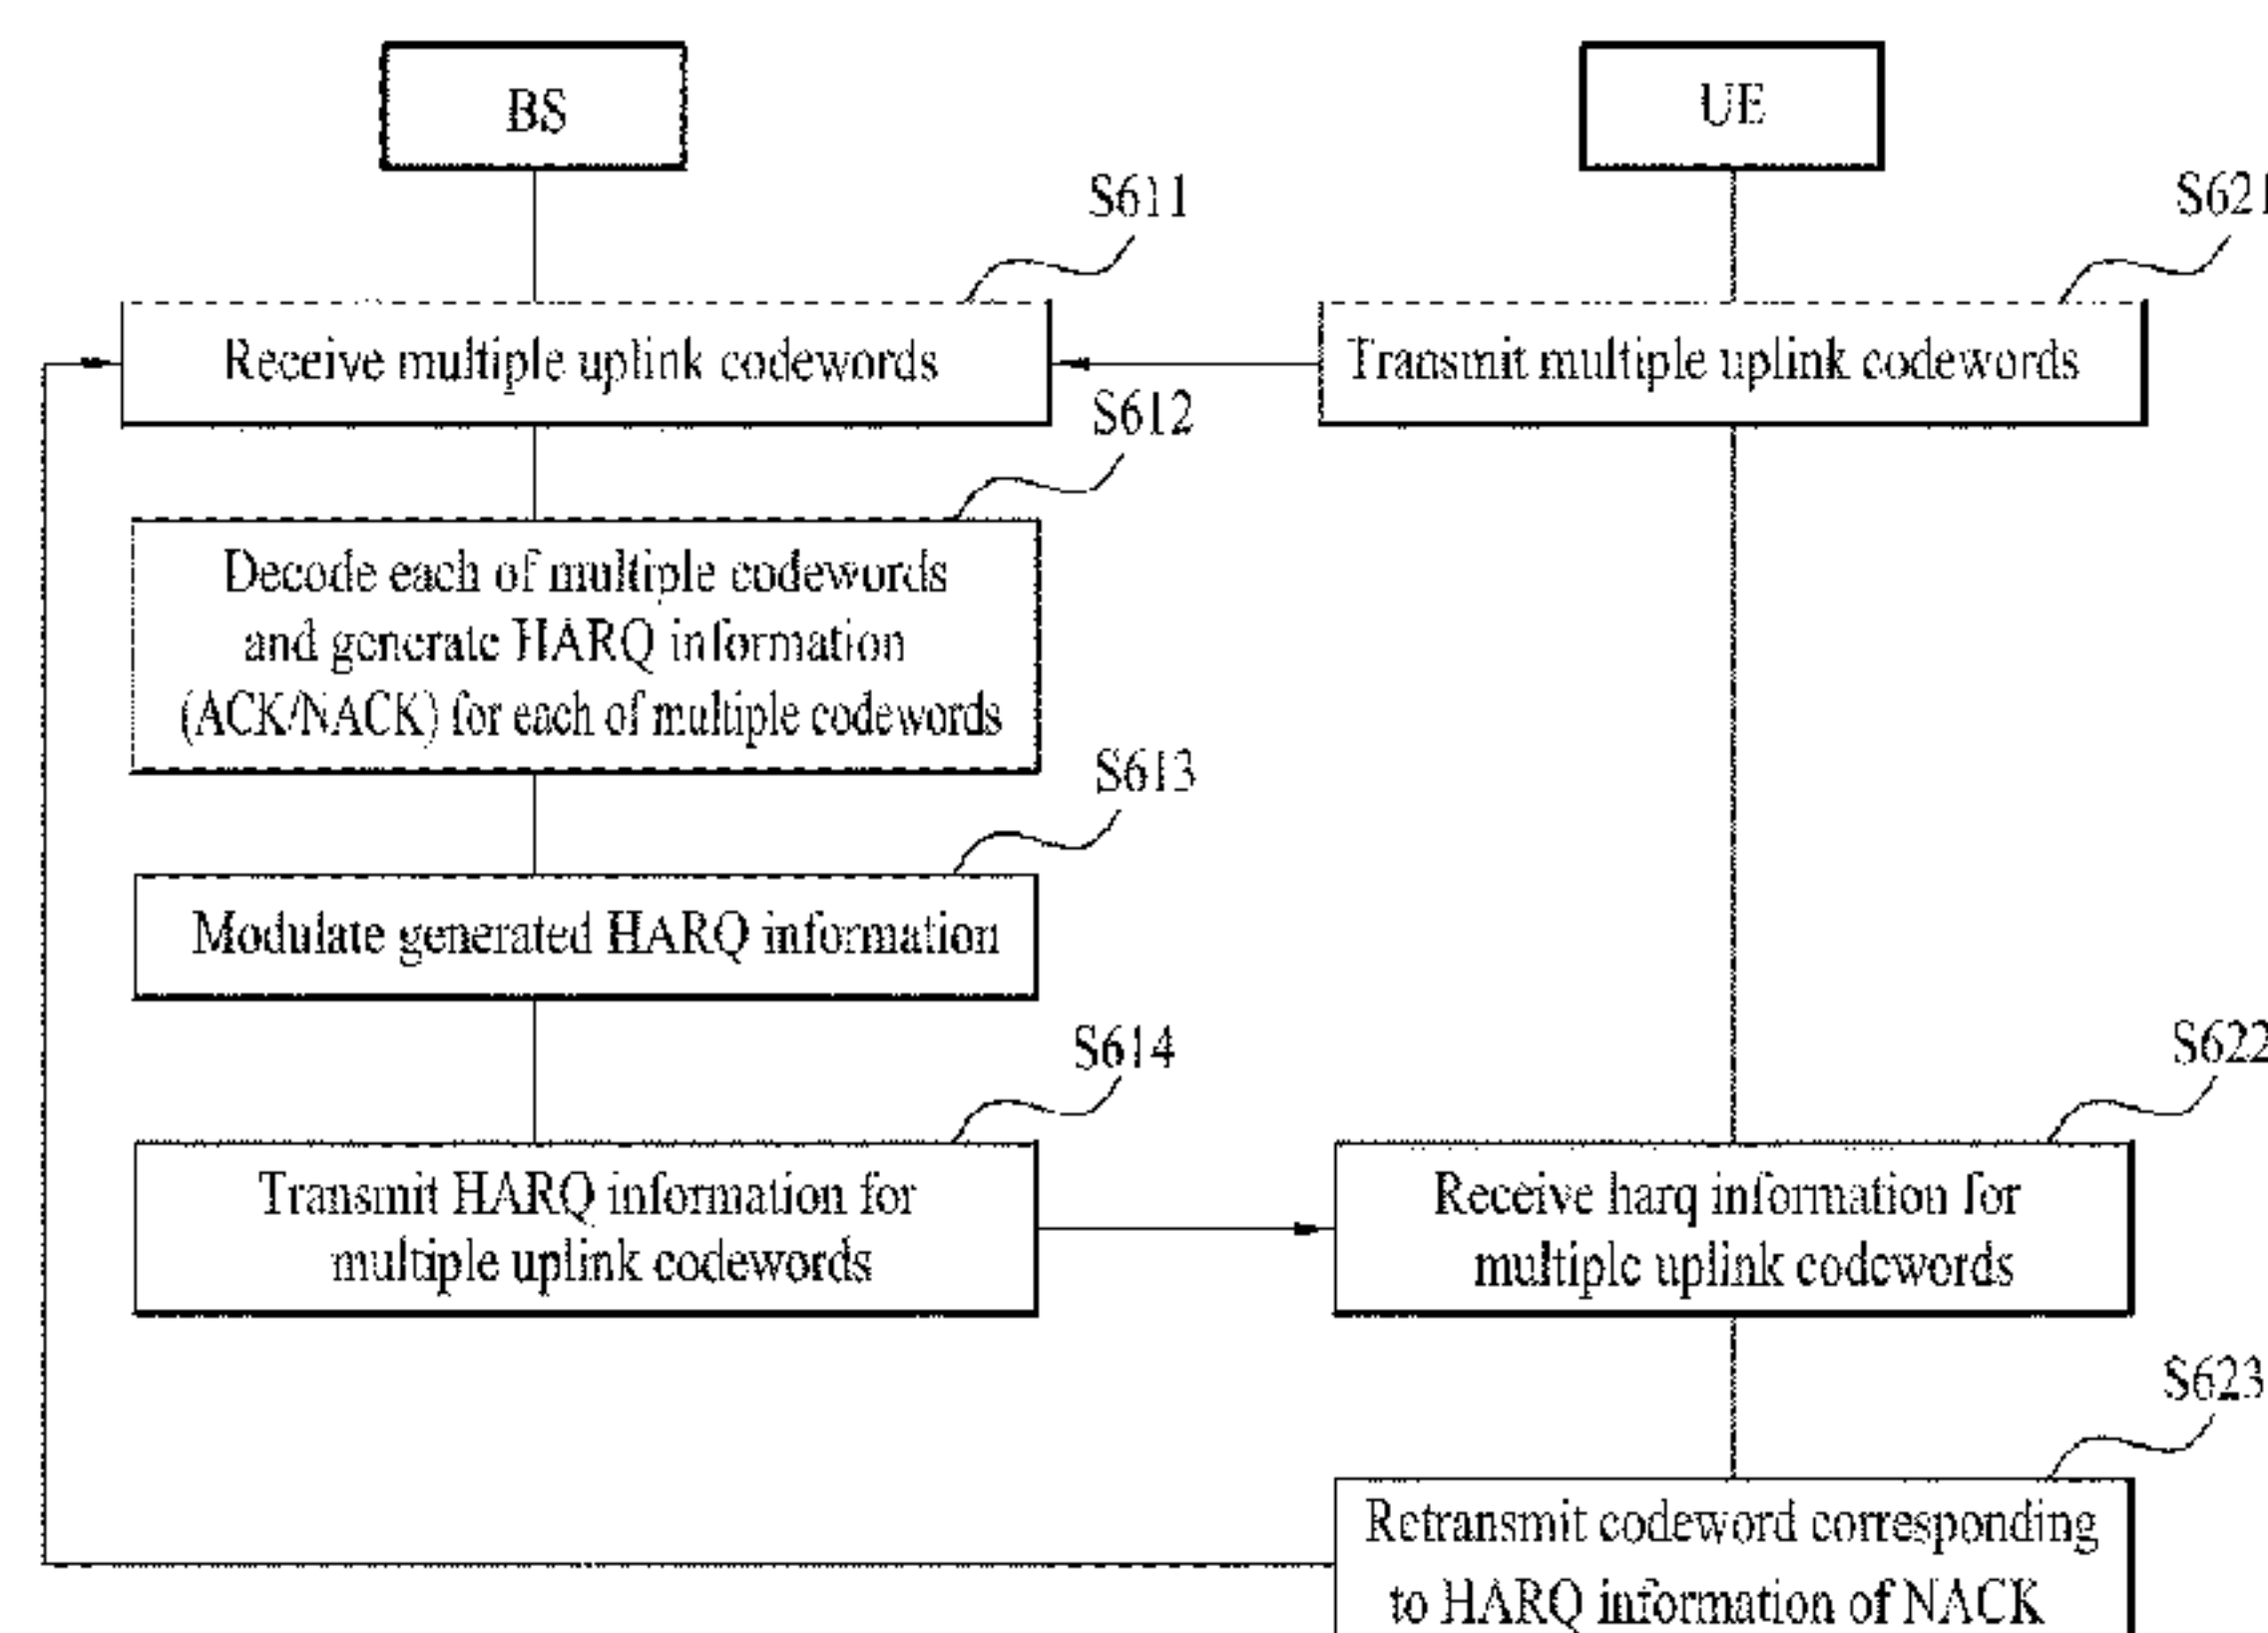 BS
UE
S611
S621
Receive multiple uplink codewords
Transmit multiple uplink codewords
S612
Decode each of multiple codewords
and generate HARQ information
(ACK/NACK) for each of multiple codewords
S613
Modulate generated HARQ information
S614
S622
Transmit HARQ information for
multiple uplink codewords
Receive harq information for
multiple uplink codewords
S623
Retransmit codeword corresponding
to HARQ information of NACK